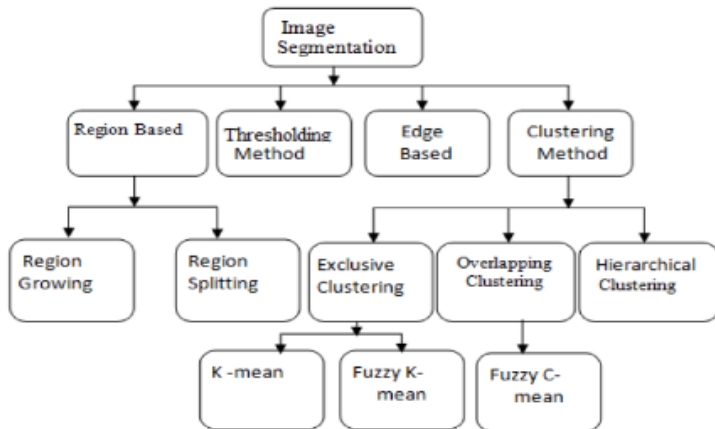 Image
Segmentation
Region Based
Thresholding
Method
Edge
Based
Clustering
Method
Region
Growing
Region
Splitting
Exclusive
Clustering
Overlapping
Clustering
Hierarchical
Clustering
K -mean
Fuzzy K-
mean
Fuzzy C-
mean